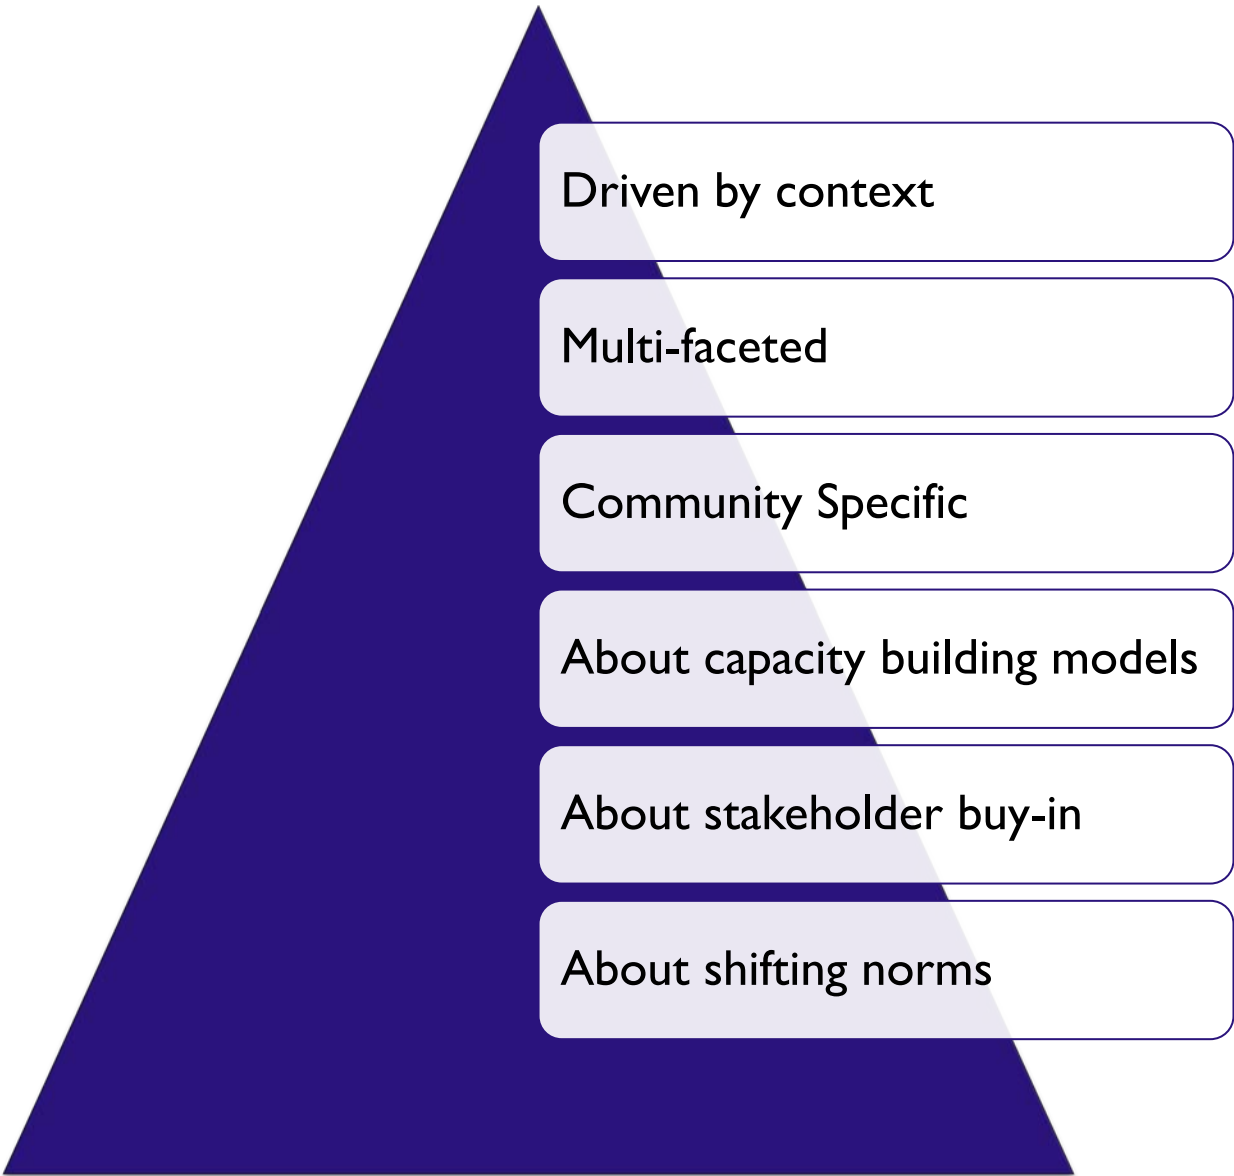 Driven by context
Multi-faceted
Community Specific
About capacity building models
About stakeholder buy-in
About shifting norms